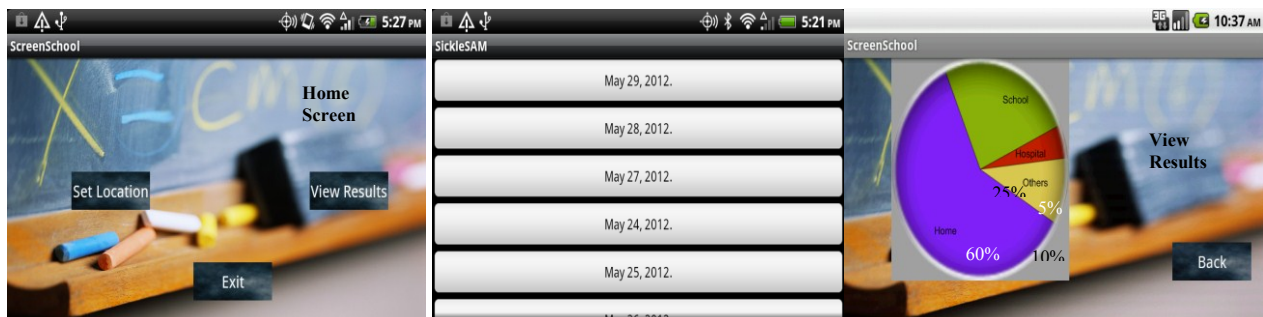 5:27 PM
ScreenSchool
Home
Screen
Set Location
View Results
Exit
5:21 PM
SickleSAM
May 29, 2012.
May 28, 2012.
May 27, 2012.
May 24, 2012.
May 25, 2012.
3G
10:37 AM
ScreenSchool
School
Hospital
Others
25%
5%
Home
60%
10%
View
Results
Back